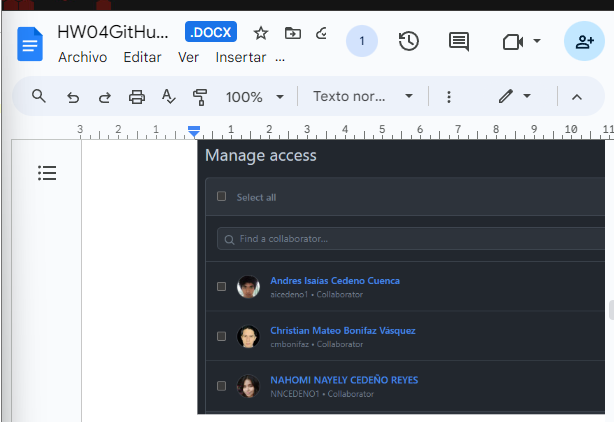 HW04GitHu... .DOCX
1
Archivo Editar Ver Insertar ...
100% Texto nor...
3 2 1 1 2 3 4 5 6 7 8 9 10 11
Manage access
Select all
Find a collaborator...
Andres Isaías Cedeno Cuenca
aicedeno1 • Collaborator
Christian Mateo Bonifaz Vásquez
cmbonifaz • Collaborator
NAHOMI NAYELY CEDEÑO REYES
NNCEDENO1 • Collaborator